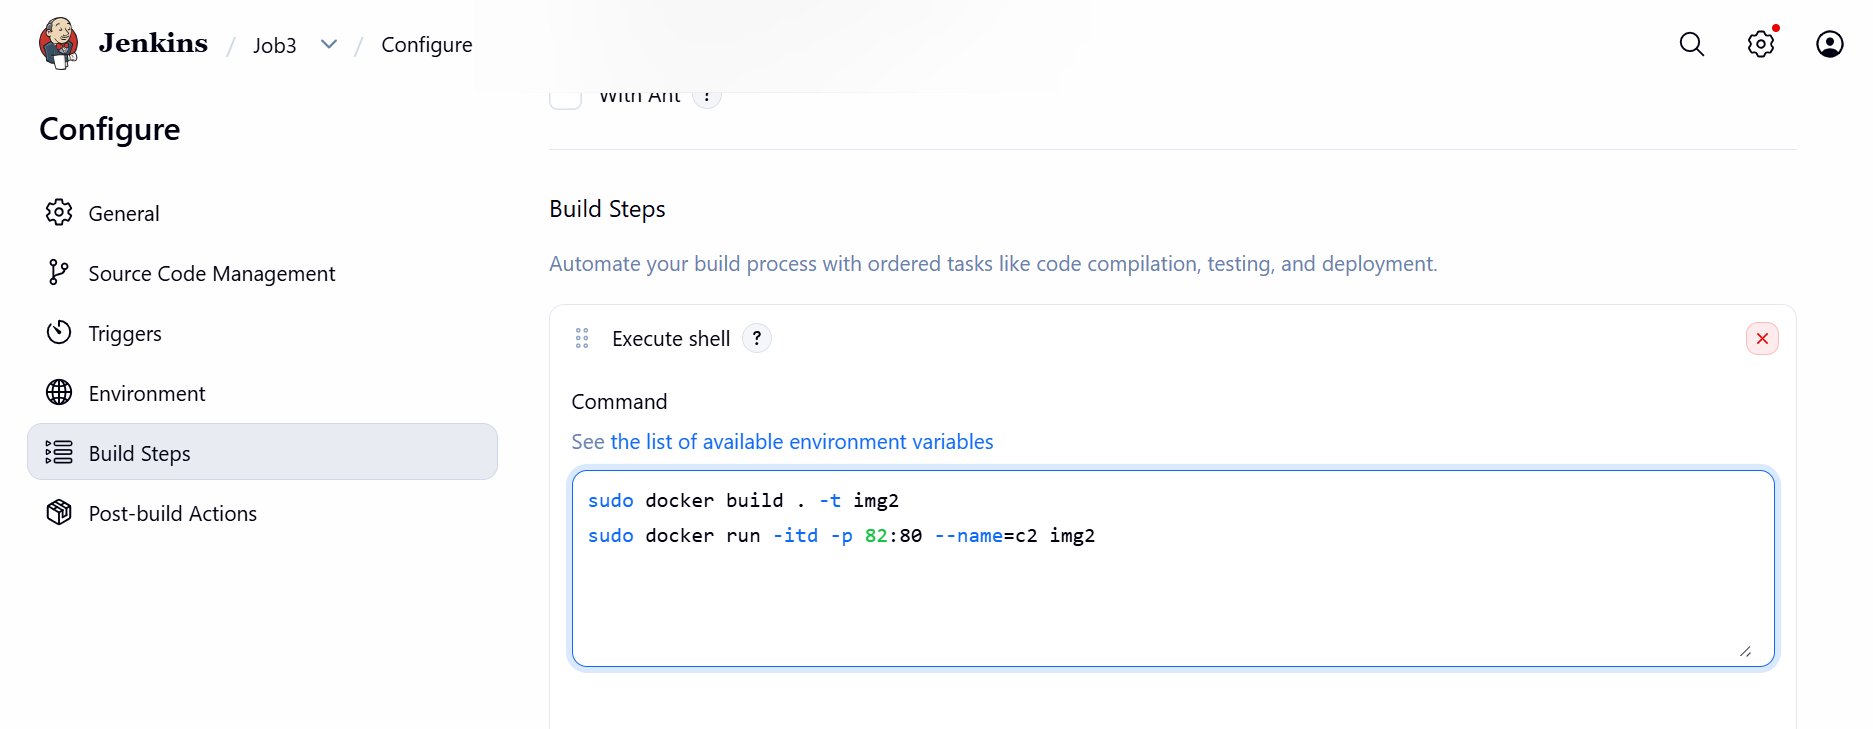 Jenkins / Job3 / Configure
With Ant ?
Configure
General
Source Code Management
Triggers
Environment
Build Steps
Post-build Actions
Build Steps
Automate your build process with ordered tasks like code compilation, testing, and deployment.
Execute shell ?
Command
See the list of available environment variables
sudo docker build . -t img2
sudo docker run -itd -p 82:80 --name=c2 img2